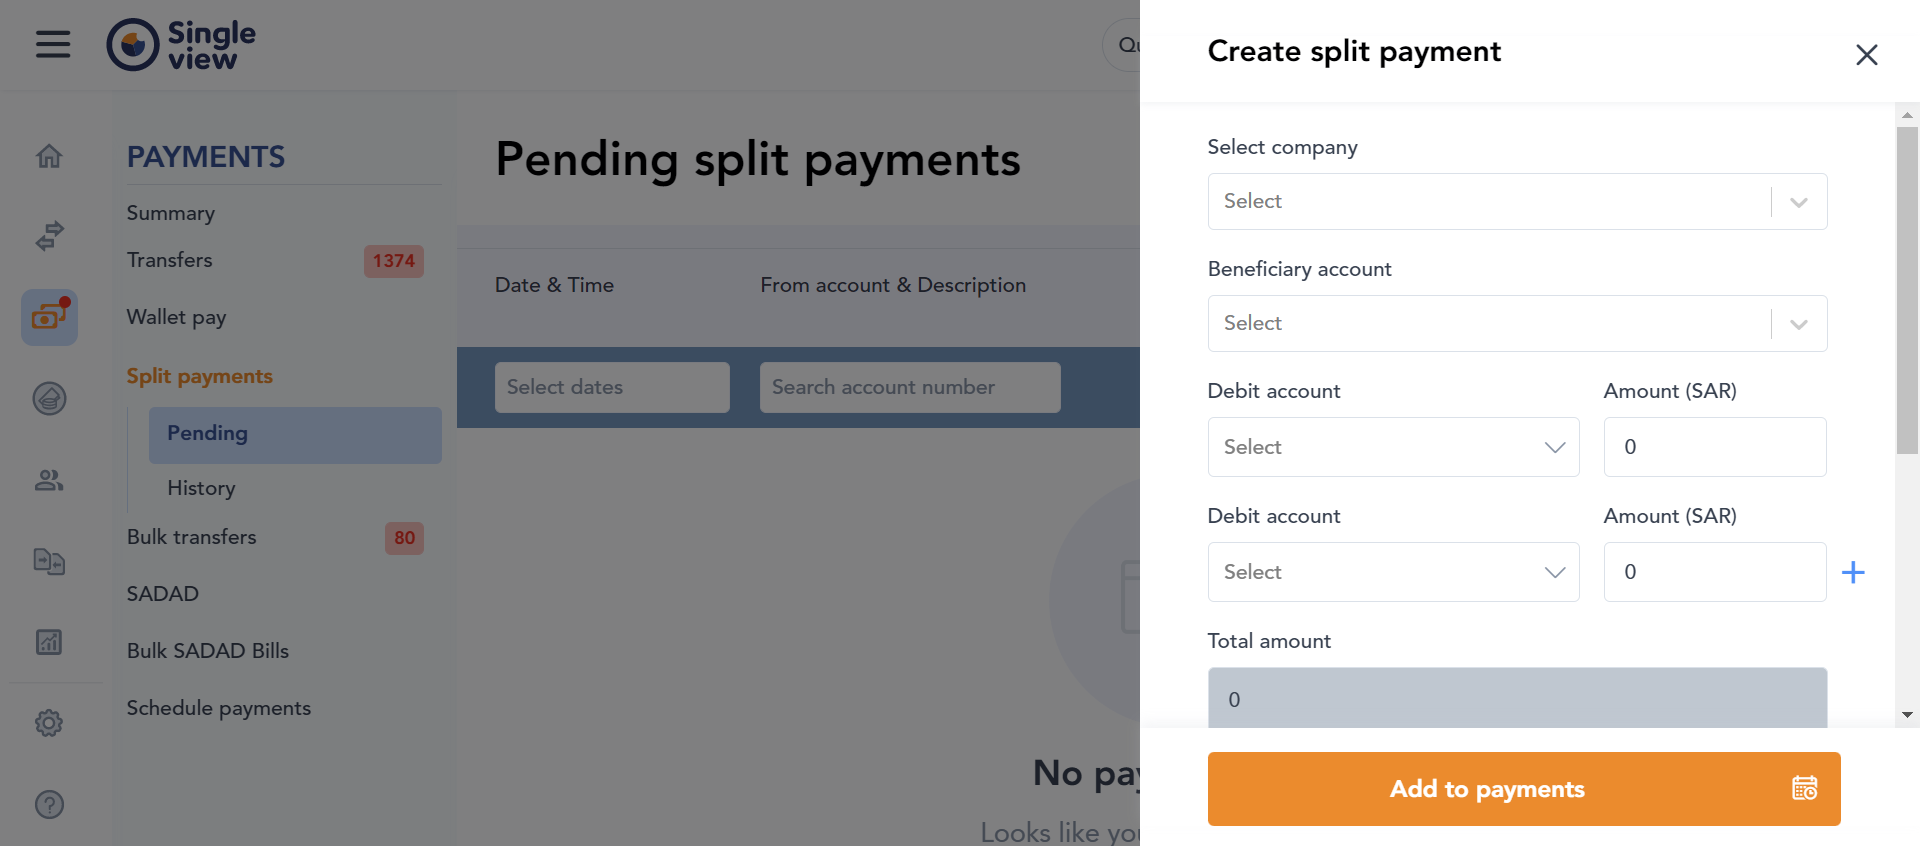 Single
view
Create split payment
PAYMENTS
Summary
Transfers
1374
Wallet pay
Split payments
Pending
History
Bulk transfers
80
SADAD
Bulk SADAD Bills
Schedule payments
Pending split payments
Date & Time
From account & Description
Select dates
Search account number
No
Looks like
Select company
Select
Beneficiary account
Select
Debit account
Amount (SAR)
Select
0
Debit account
Amount (SAR)
Select
0
Total amount
0
Add to payments